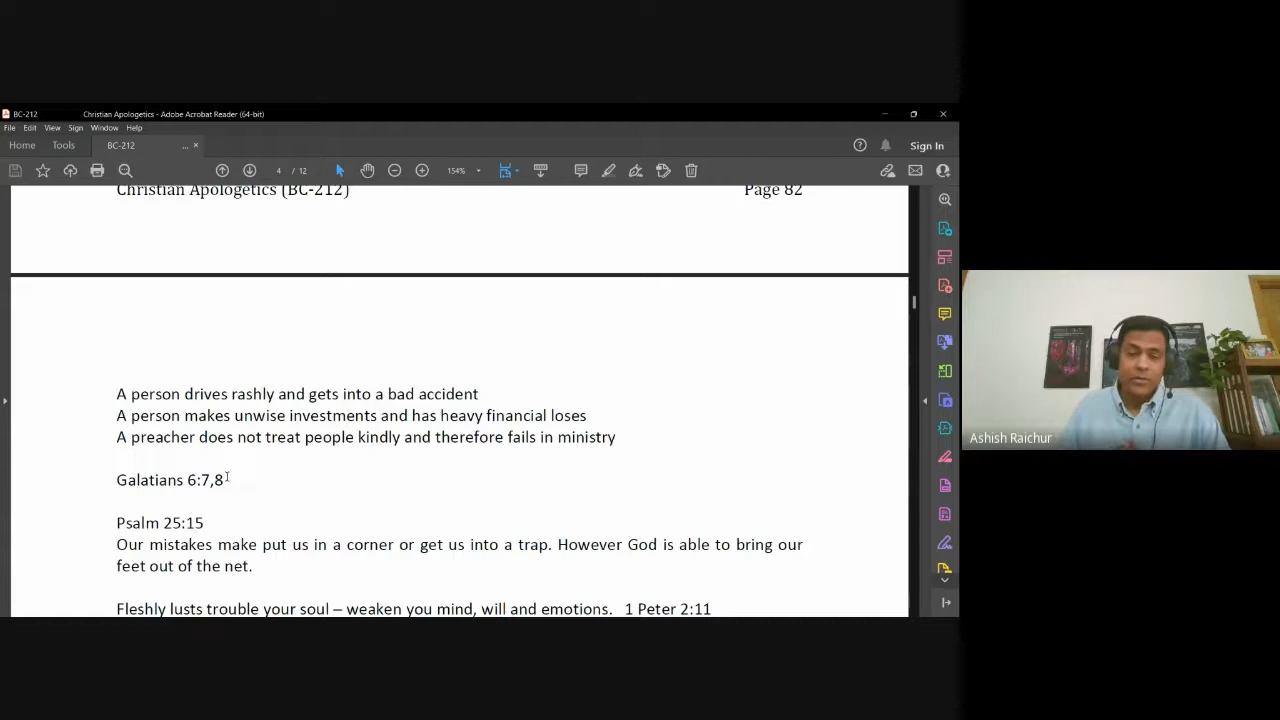 BC-212 Christian Apologetics - Adobe Acrobat Reader (64-bit)
File Edit View Sign Window Help
Home Tools BC-212 ... ×
Sign In
4 / 12 154%
Christian Apologetics (BC-212) Page 82
A person drives rashly and gets into a bad accident
A person makes unwise investments and has heavy financial loses
A preacher does not treat people kindly and therefore fails in ministry
Galatians 6:7,8
Psalm 25:15
Our mistakes make put us in a corner or get us into a trap. However God is able to bring our
feet out of the net.
Fleshly lusts trouble your soul – weaken you mind, will and emotions. 1 Peter 2:11
Ashish Raichur